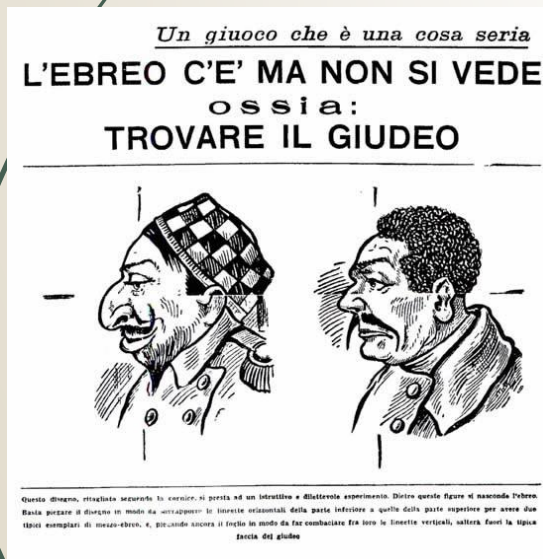 Un giuoco che è una cosa seria
L'EBREO C'E' MA NON SI VEDE
ossia:
TROVARE IL GIUDEO
Questo disegno, ritagliato seguendo la cornice, si presta ad un istruttivo e dilettevole esperimento. Dietro queste figure si nasconde l'ebreo.
Basta piegare il disegno in modo da sovrapporre le linette orizzontali della parte inferiore a quelle della parte superiore per avere due
tipici esemplari di mezzo-ebreo, e, piegando ancora il foglio in modo da far combaciare fra loro le linette verticali, salterà fuori la tipica
faccia del giudeo